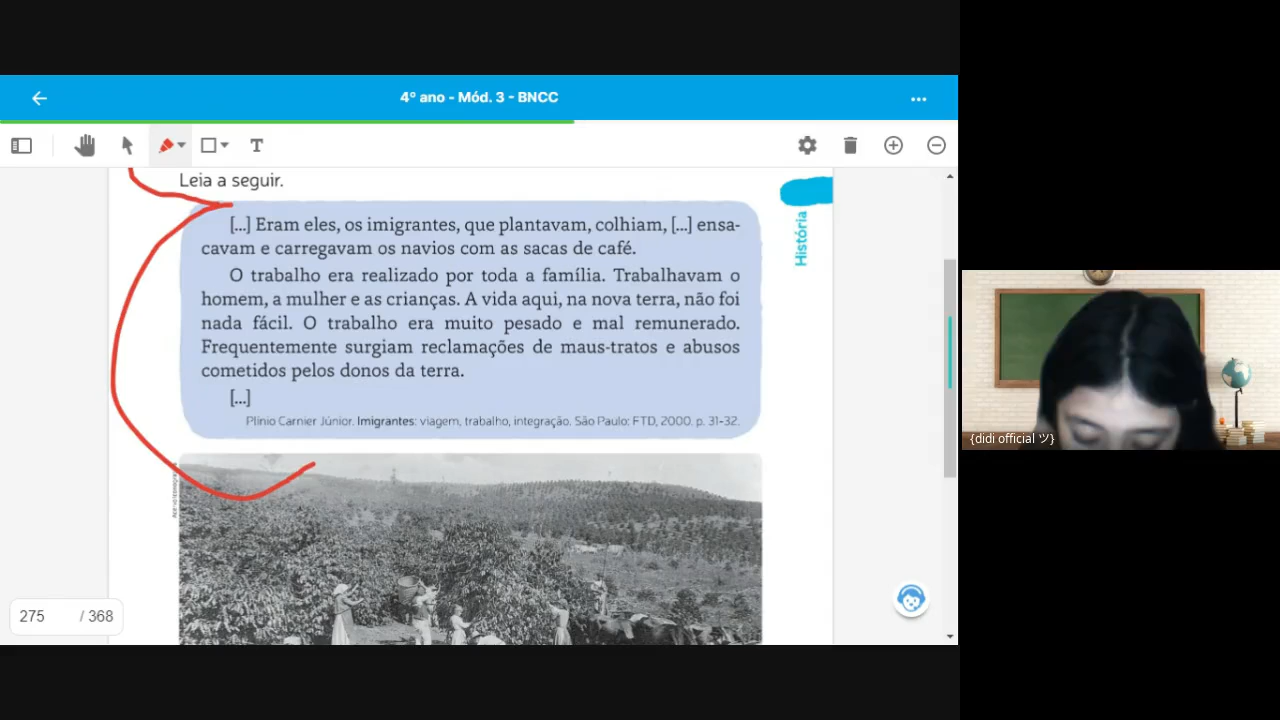 4º ano - Mód. 3 - BNCC
T
Leia a seguir.
[...] Eram eles, os imigrantes, que plantavam, colhiam, [...] ensa-
cavam e carregavam os navios com as sacas de café.
O trabalho era realizado por toda a família. Trabalhavam o
homem, a mulher e as crianças. A vida aqui, na nova terra, não foi
nada fácil. O trabalho era muito pesado e mal remunerado.
Frequentemente surgiam reclamações de maus-tratos e abusos
cometidos pelos donos da terra.
[...]
Plínio Carnier Júnior. Imigrantes: viagem, trabalho, integração. São Paulo: FTD, 2000. p. 31-32.
História
275 / 368
{didi official ツ}